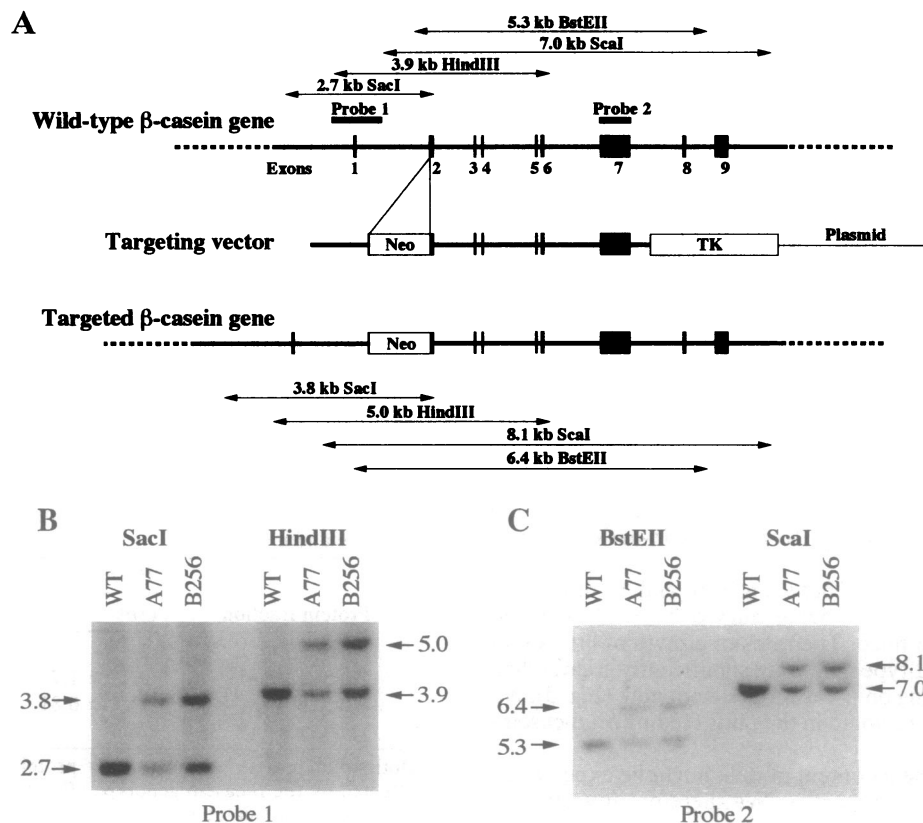 A
5.3 kb BstEII
7.0 kb ScaI
3.9 kb HindIII
2.7 kb SacI
Probe 1
Probe 2
Wild-type β-casein gene
Exons 1 2 3 4 5 6 7 8 9
Targeting vector
Neo
TK
Plasmid
Targeted β-casein gene
Neo
3.8 kb SacI
5.0 kb HindIII
8.1 kb ScaI
6.4 kb BstEII
B
SacI HindIII
WT A77 B256 WT A77 B256
5.0
3.8
3.9
2.7
Probe 1
C
BstEII ScaI
WT A77 B256 WT A77 B256
8.1
7.0
6.4
5.3
Probe 2